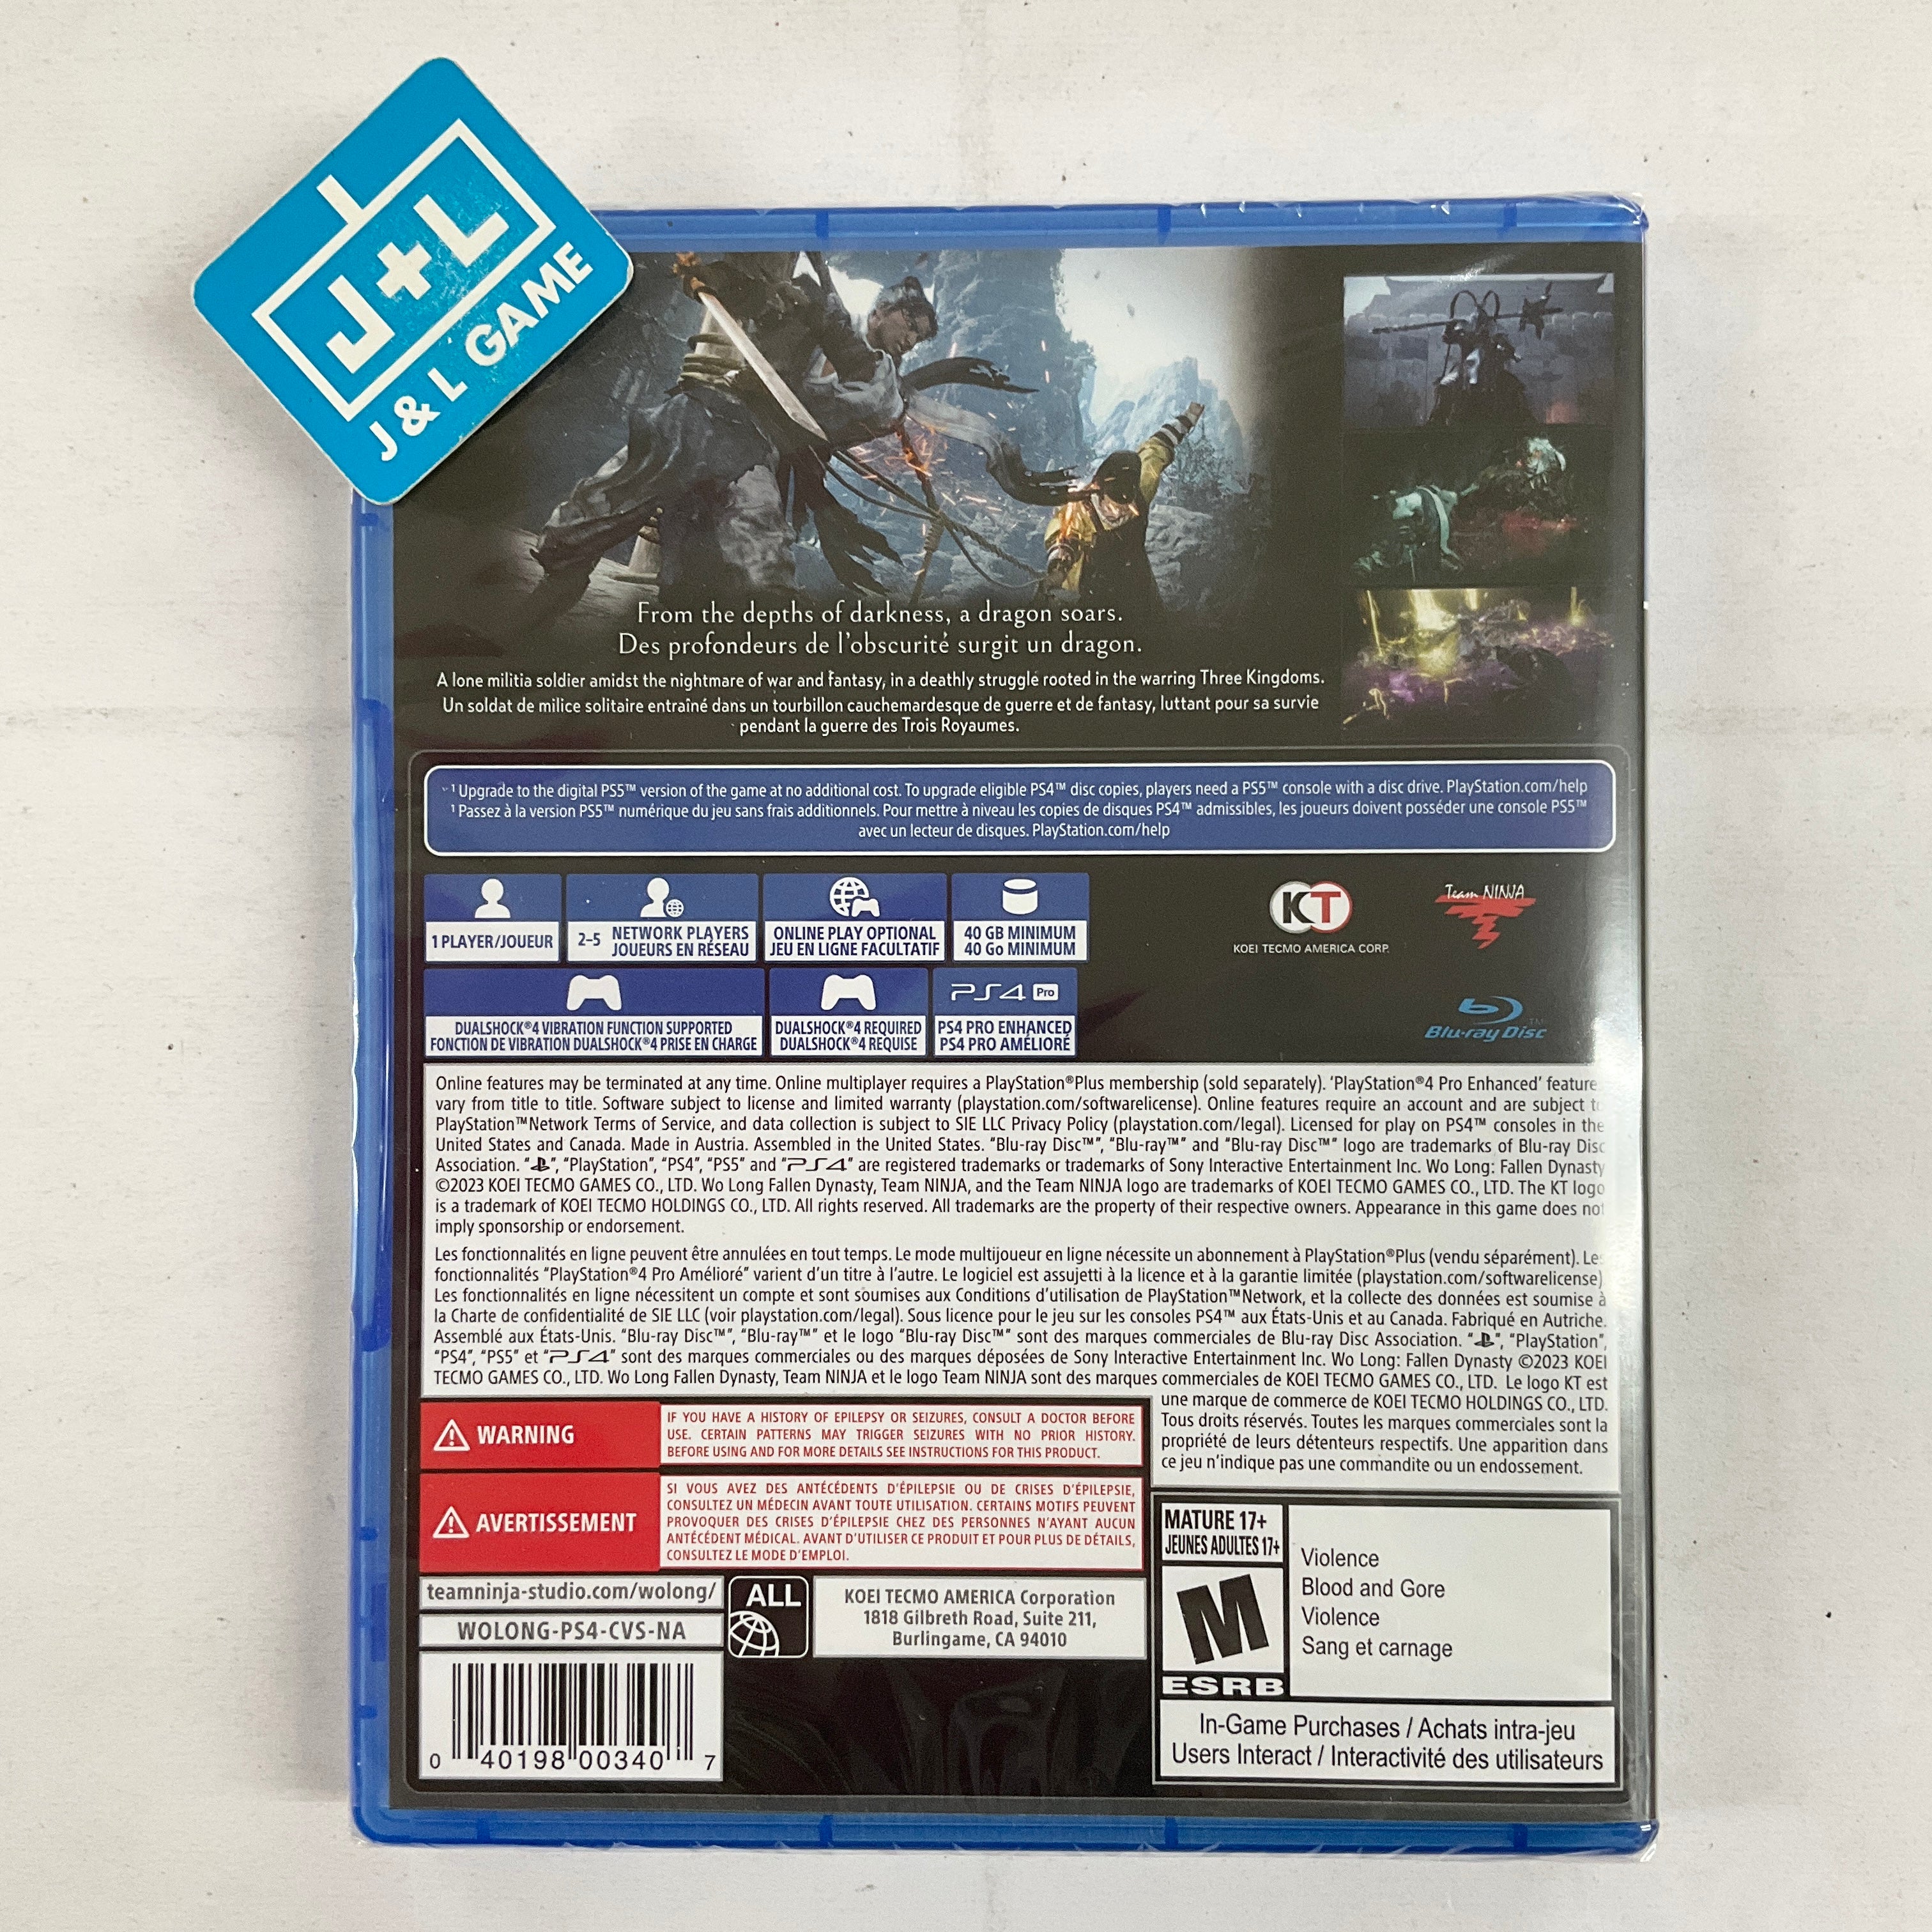 J+L
J & L GAME
From the depths of darkness, a dragon soars.
Des profondeurs de l'obscurité surgit un dragon.
A lone militia soldier amidst the nightmare of war and fantasy, in a deathly struggle rooted in the warring Three Kingdoms.
Un soldat de milice solitaire entraîné dans un tourbillon cauchemardesque de guerre et de fantasy, luttant pour sa survie
pendant la guerre des Trois Royaumes.
¹ Upgrade to the digital PS5™ version of the game at no additional cost. To upgrade eligible PS4™ disc copies, players need a PS5™ console with a disc drive. PlayStation.com/help
¹ Passez à la version PS5™ numérique du jeu sans frais additionnels. Pour mettre à niveau les copies de disques PS4™ admissibles, les joueurs doivent posséder une console PS5™
avec un lecteur de disques. PlayStation.com/help
1 PLAYER/JOUEUR
2-5 NETWORK PLAYERS
JOUEURS EN RÉSEAU
ONLINE PLAY OPTIONAL
JEU EN LIGNE FACULTATIF
40 GB MINIMUM
40 Go MINIMUM
KT
KOEI TECMO AMERICA CORP.
Team NINJA
DUALSHOCK®4 VIBRATION FUNCTION SUPPORTED
FONCTION DE VIBRATION DUALSHOCK®4 PRISE EN CHARGE
DUALSHOCK®4 REQUIRED
DUALSHOCK®4 REQUISE
PS4 Pro
PS4 PRO ENHANCED
PS4 PRO AMÉLIORÉ
Blu-ray Disc™
Online features may be terminated at any time. Online multiplayer requires a PlayStation®Plus membership (sold separately). 'PlayStation®4 Pro Enhanced' feature
vary from title to title. Software subject to license and limited warranty (playstation.com/softwarelicense). Online features require an account and are subject t
PlayStation™Network Terms of Service, and data collection is subject to SIE LLC Privacy Policy (playstation.com/legal). Licensed for play on PS4™ consoles in the
United States and Canada. Made in Austria. Assembled in the United States. "Blu-ray Disc™", "Blu-ray™" and "Blu-ray Disc™" logo are trademarks of Blu-ray Disc
Association. "", "PlayStation", "PS4", "PS5" and "PS4" are registered trademarks or trademarks of Sony Interactive Entertainment Inc. Wo Long: Fallen Dynasty
©2023 KOEI TECMO GAMES CO., LTD. Wo Long Fallen Dynasty, Team NINJA, and the Team NINJA logo are trademarks of KOEI TECMO GAMES CO., LTD. The KT logo
is a trademark of KOEI TECMO HOLDINGS CO., LTD. All rights reserved. All trademarks are the property of their respective owners. Appearance in this game does not
imply sponsorship or endorsement.
Les fonctionnalités en ligne peuvent être annulées en tout temps. Le mode multijoueur en ligne nécessite un abonnement à PlayStation®Plus (vendu séparément). Les
fonctionnalités "PlayStation®4 Pro Amélioré" varient d'un titre à l'autre. Le logiciel est assujetti à la licence et à la garantie limitée (playstation.com/softwarelicense)
Les fonctionnalités en ligne nécessitent un compte et sont soumises aux Conditions d'utilisation de PlayStation™Network, et la collecte des données est soumise à
la Charte de confidentialité de SIE LLC (voir playstation.com/legal). Sous licence pour le jeu sur les consoles PS4™ aux États-Unis et au Canada. Fabriqué en Autriche.
Assemblé aux États-Unis. "Blu-ray Disc™", "Blu-ray™" et le logo "Blu-ray Disc™" sont des marques commerciales de Blu-ray Disc Association. "", "PlayStation",
"PS4", "PS5" et "PS4" sont des marques commerciales ou des marques déposées de Sony Interactive Entertainment Inc. Wo Long: Fallen Dynasty ©2023 KOEI
TECMO GAMES CO., LTD. Wo Long Fallen Dynasty, Team NINJA et le logo Team NINJA sont des marques commerciales de KOEI TECMO GAMES CO., LTD. Le logo KT est
une marque de commerce de KOEI TECMO HOLDINGS CO., LTD.
Tous droits réservés. Toutes les marques commerciales sont la
propriété de leurs détenteurs respectifs. Une apparition dans
ce jeu n'indique pas une commandite ou un endossement.
WARNING
IF YOU HAVE A HISTORY OF EPILEPSY OR SEIZURES, CONSULT A DOCTOR BEFORE
USE. CERTAIN PATTERNS MAY TRIGGER SEIZURES WITH NO PRIOR HISTORY.
BEFORE USING AND FOR MORE DETAILS SEE INSTRUCTIONS FOR THIS PRODUCT.
AVERTISSEMENT
SI VOUS AVEZ DES ANTÉCÉDENTS D'ÉPILEPSIE OU DE CRISES D'ÉPILEPSIE,
CONSULTEZ UN MÉDECIN AVANT TOUTE UTILISATION. CERTAINS MOTIFS PEUVENT
PROVOQUER DES CRISES D'ÉPILEPSIE CHEZ DES PERSONNES N'AYANT AUCUN
ANTÉCÉDENT MÉDICAL. AVANT D'UTILISER CE PRODUIT ET POUR PLUS DE DÉTAILS,
CONSULTEZ LE MODE D'EMPLOI.
teamninja-studio.com/wolong/
WOLONG-PS4-CVS-NA
ALL
KOEI TECMO AMERICA Corporation
1818 Gilbreth Road, Suite 211,
Burlingame, CA 94010
0 40198 00340 7
MATURE 17+
JEUNES ADULTES 17+
M
ESRB
Violence
Blood and Gore
Violence
Sang et carnage
In-Game Purchases / Achats intra-jeu
Users Interact / Interactivité des utilisateurs